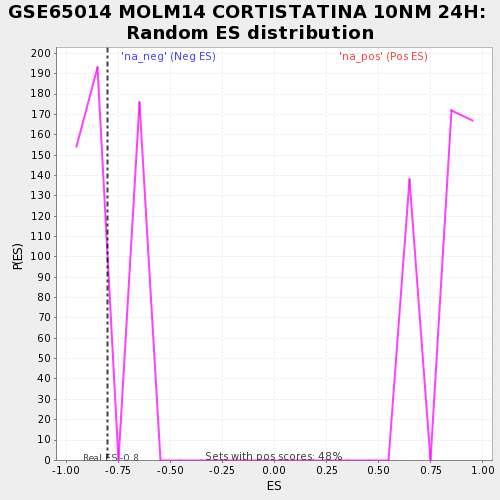 GSE65014 MOLM14 CORTISTATINA 10NM 24H:
Random ES distribution
'na_neg' (Neg ES)
'na_pos' (Pos ES)
200
190
180
170
160
150
140
130
120
110
100
90
80
70
60
50
40
30
20
10
0
P(ES)
Real ES -0.8
Sets with pos scores: 48%
-1.00 -0.75 -0.50 -0.25 0.00 0.25 0.50 0.75 1.00
ES